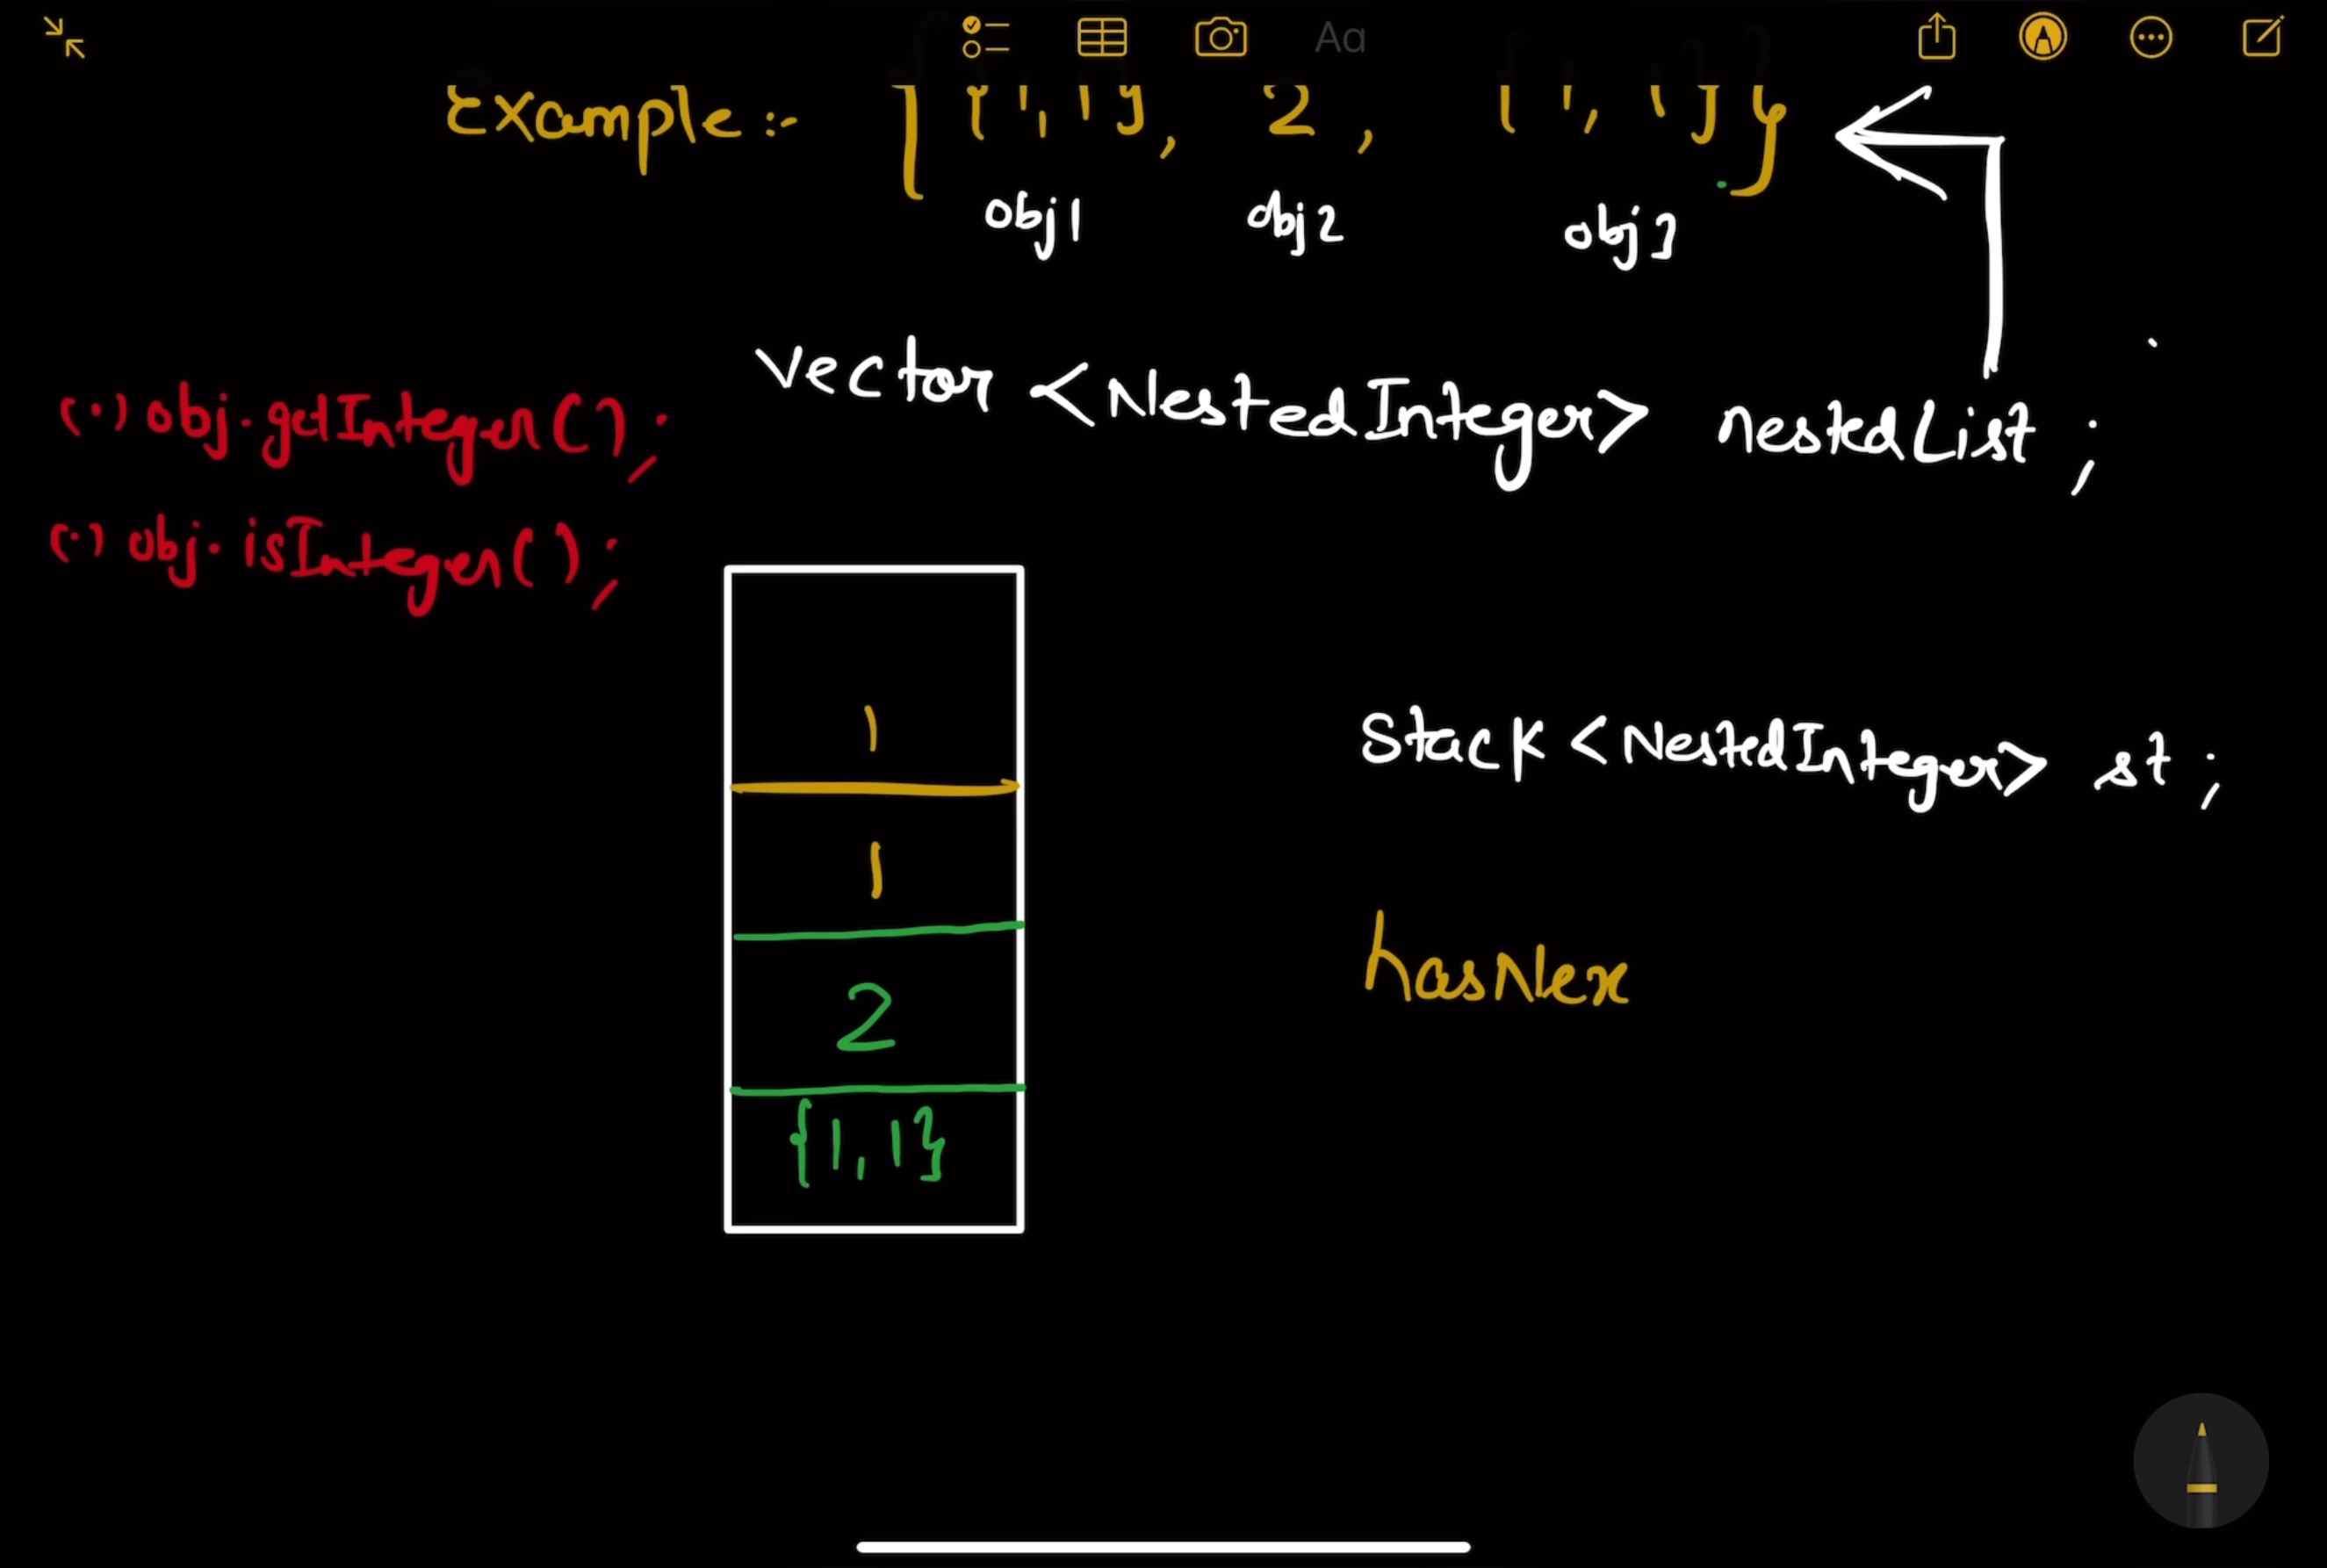 Aa
Example :- { {1, 1}, 2, {1, 1} }
obj1 obj2 obj3
vector <NestedInteger> nestedList ;
(·) obj.getInteger();
(·) obj.isInteger();
1
Stack <NestedInteger> st ;
1
hasNex
2
{1,1}